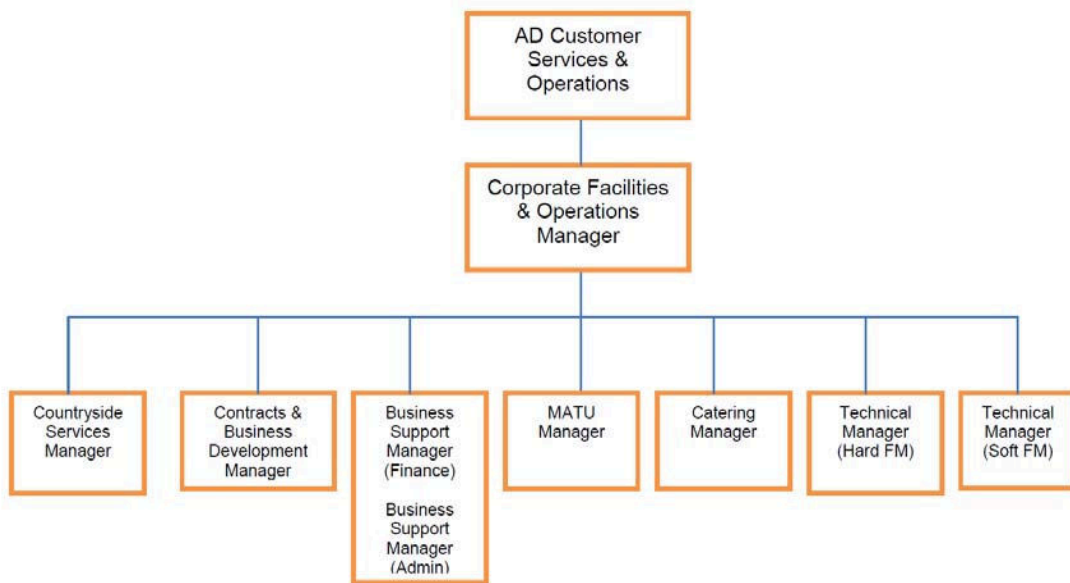 AD Customer
Services &
Operations
Corporate Facilities
& Operations
Manager
Countryside
Services
Manager
Contracts &
Business
Development
Manager
Business
Support
Manager
(Finance)
Business
Support
Manager
(Admin)
MATU
Manager
Catering
Manager
Technical
Manager
(Hard FM)
Technical
Manager
(Soft FM)